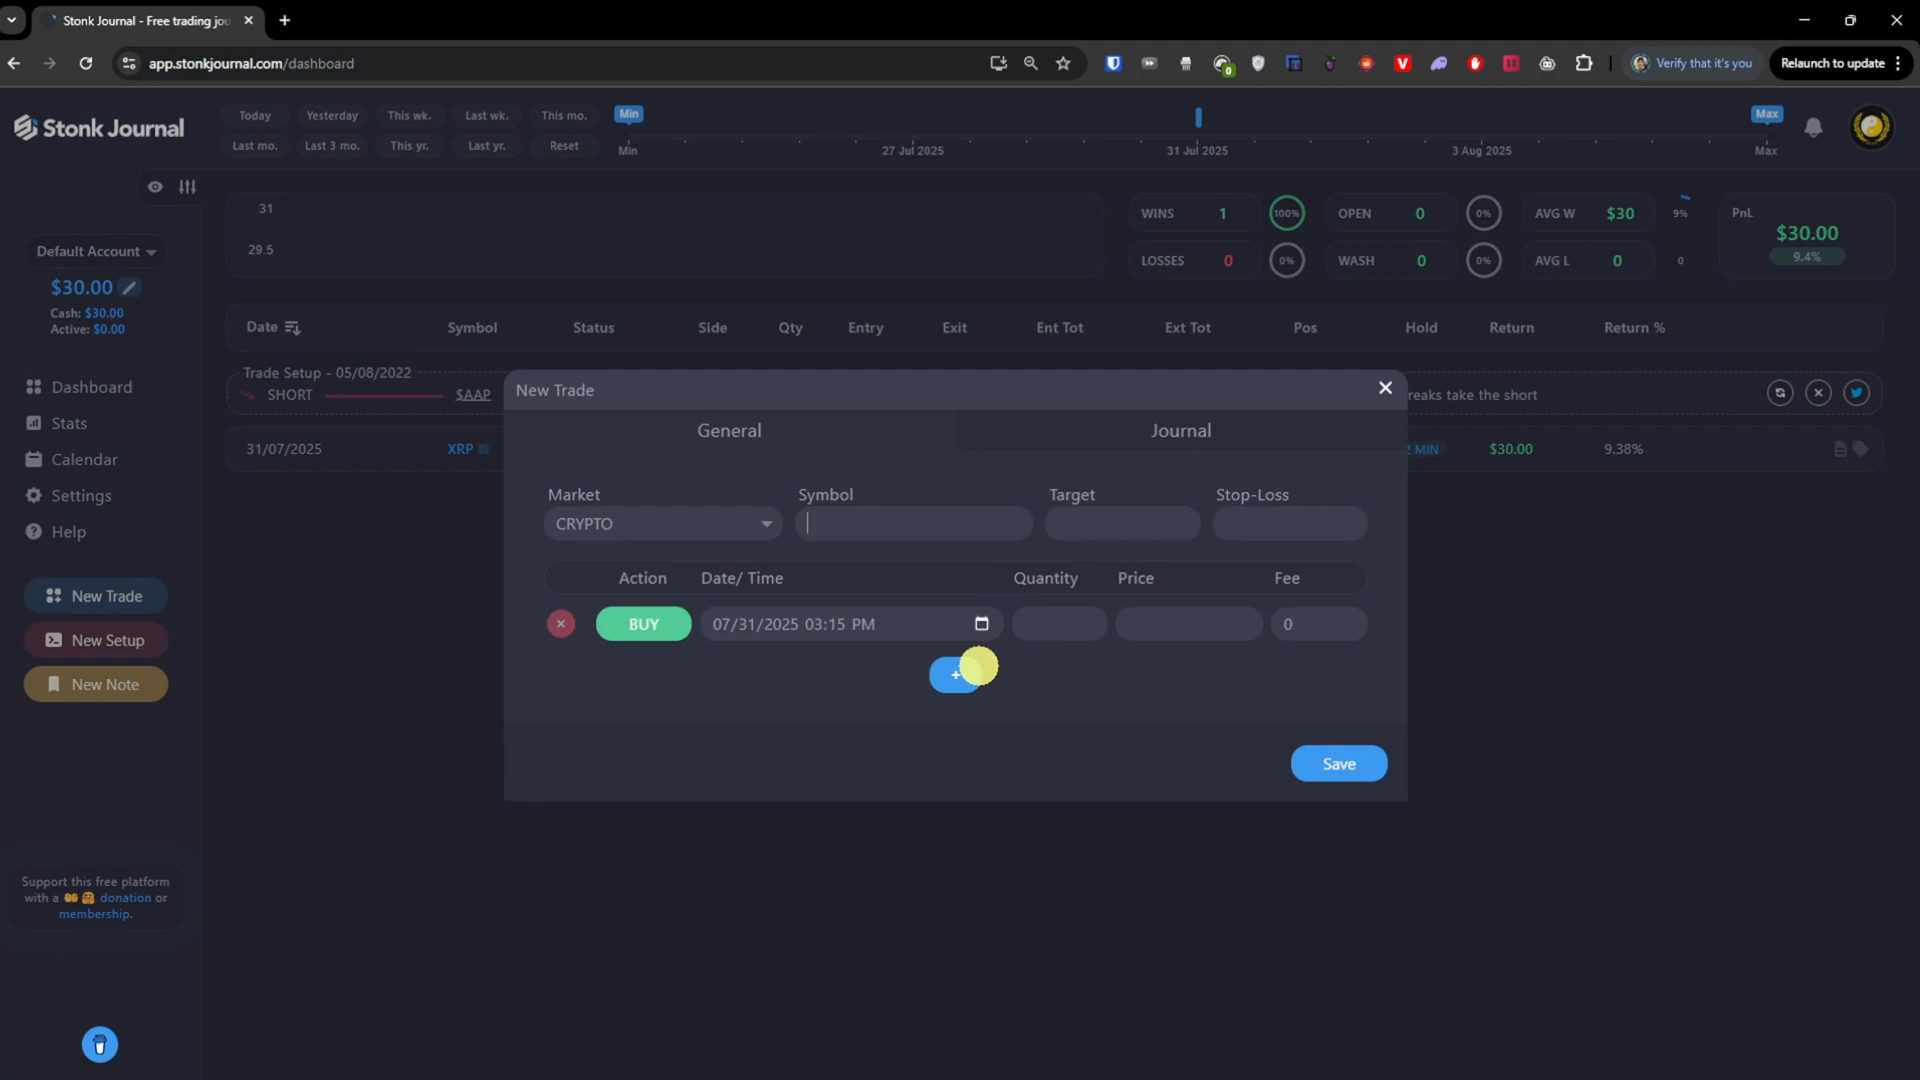 Stonk Journal - Free trading jou
app.stonkjournal.com/dashboard
0
Verify that it's you
Relaunch to update
Stonk Journal
Today
Yesterday
This wk.
Last wk.
This mo.
Last mo.
Last 3 mo.
This yr.
Last yr.
Reset
Min
Max
Min
27 Jul 2025
31 Jul 2025
3 Aug 2025
Max
Default Account
$30.00
Cash: $30.00
Active: $0.00
Dashboard
Stats
Calendar
Settings
Help
New Trade
New Setup
New Note
Support this free platform
with a donation or
membership.
31
29.5
WINS 1 100%
OPEN 0 0%
AVG W $30 9%
LOSSES 0 0%
WASH 0 0%
AVG L 0 0
PnL
$30.00
9.4%
Date Symbol Status Side Qty Entry Exit Ent Tot Ext Tot Pos Hold Return Return %
Trade Setup - 05/08/2022
SHORT $AAP reaks take the short
31/07/2025 XRP 2 MIN $30.00 9.38%
New Trade
General
Journal
Market Symbol Target Stop-Loss
CRYPTO
Action Date/ Time Quantity Price Fee
BUY 07/31/2025 03:15 PM 0
+
Save